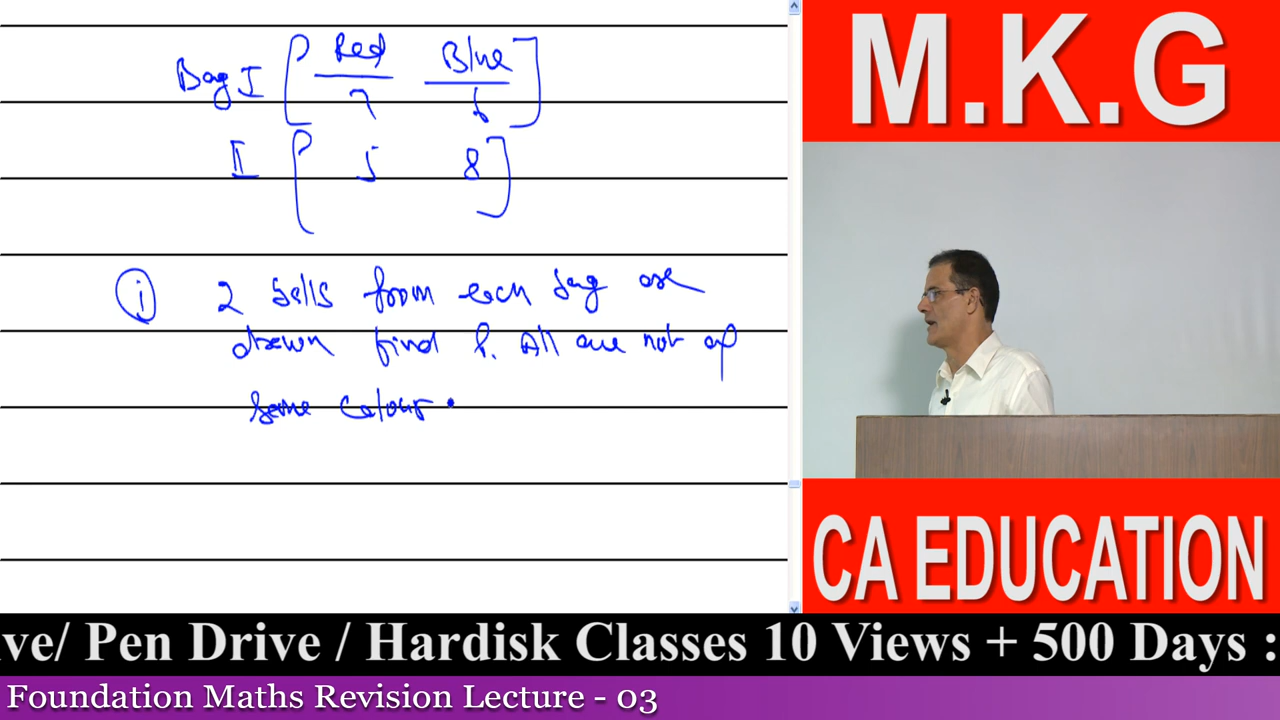 Red Blue
Bag I 7 6
II 5 8
i 2 balls from each bag are
drawn find P. All are not of
same colour.
M.K.G
CA EDUCATION
ve/ Pen Drive / Hardisk Classes 10 Views + 500 Days :
Foundation Maths Revision Lecture - 03